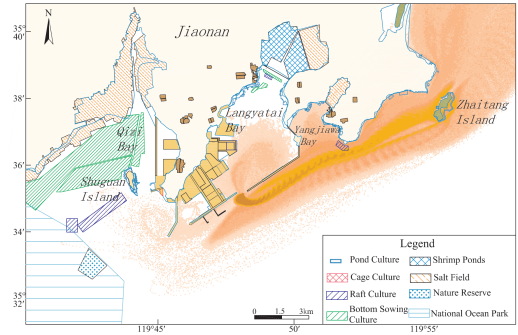 35°
40'
N
Jiaonan
38'
Langyatai
Bay
Zhaitang
Island
Yangjiawa
Bay
Qizi
Bay
36'
Shuguan
Island
34'
35°
32'
Legend
Pond Culture
Shrimp Ponds
Cage Culture
Salt Field
Raft Culture
Nature Reserve
Bottom Sowing
Culture
National Ocean Park
0 1.5 3km
119°45'
50'
119°55'